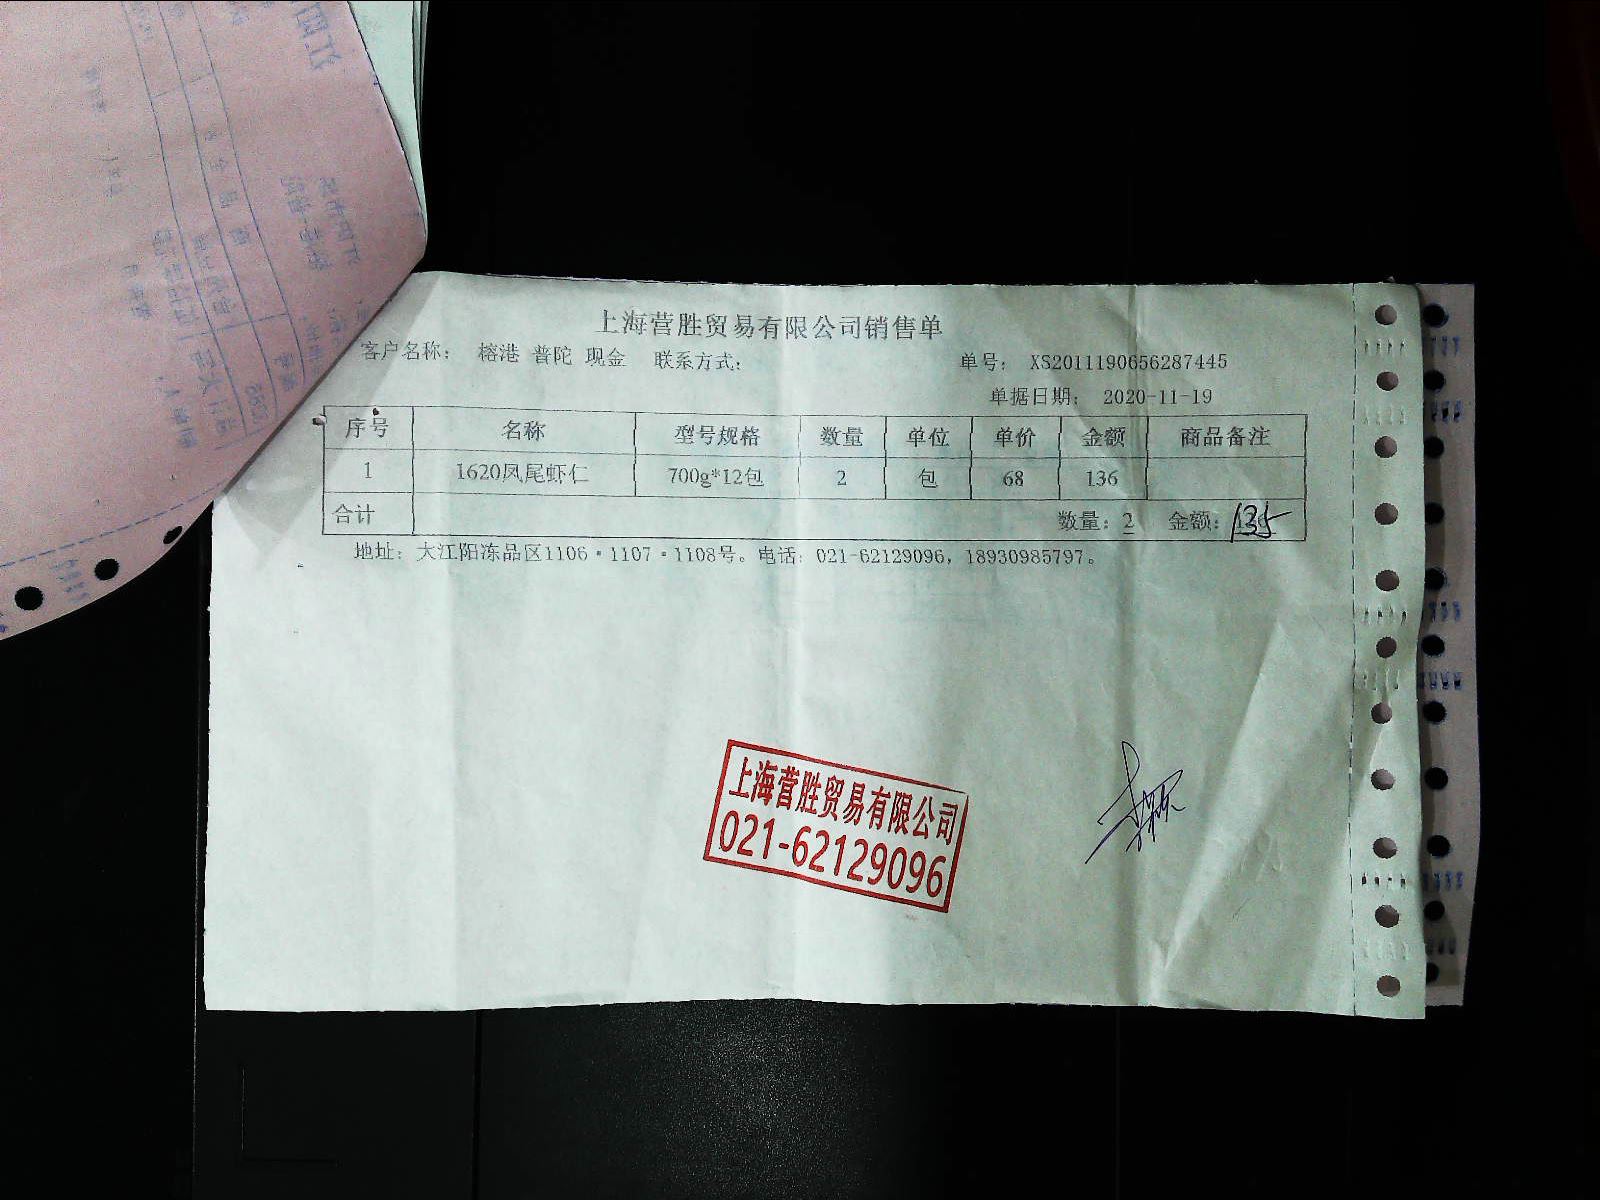 上海营胜贸易有限公司销售单
客户名称： 榕港 普陀 现金 联系方式： 单号： XS2011190656287445
单据日期： 2020-11-19
序号 名称 型号规格 数量 单位 单价 金额 商品备注
1 1620凤尾虾仁 700g*12包 2 包 68 136
合计 数量：2 金额：135
地址：大江阳冻品区1106·1107·1108号。电话：021-62129096，18930985797。
上海营胜贸易有限公司
021-62129096